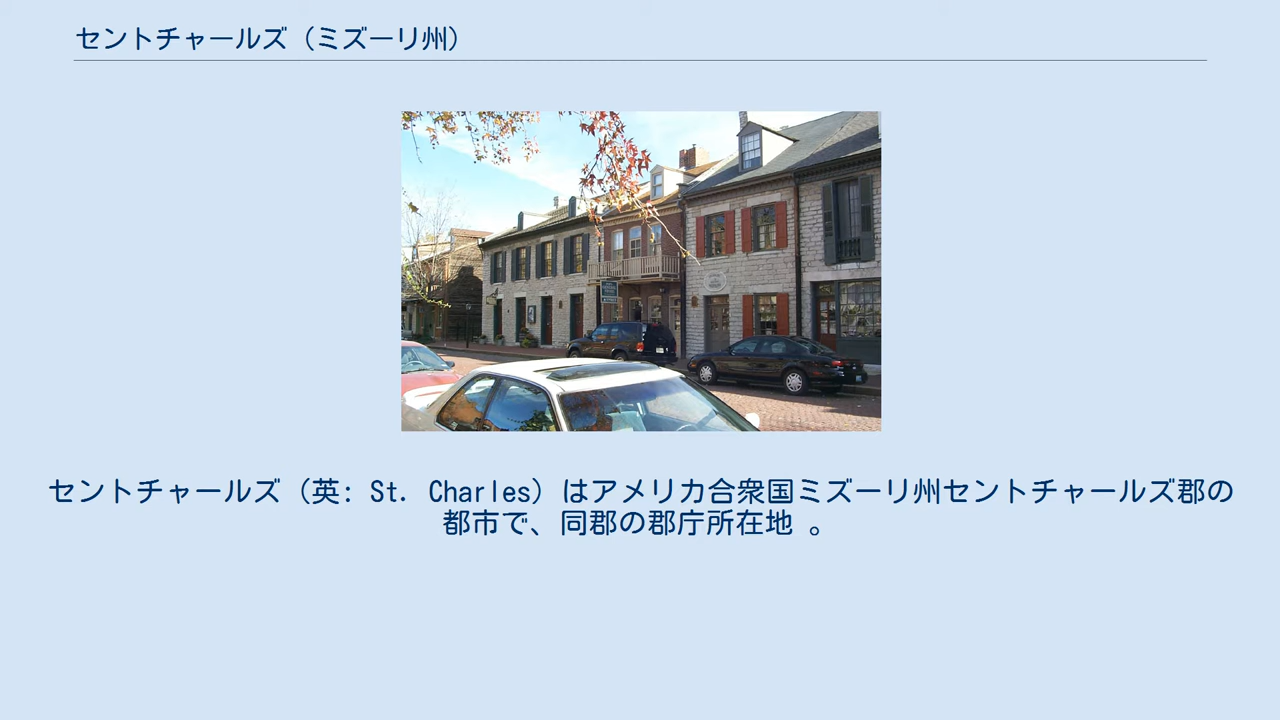 セントチャールズ（ミズーリ州）
セントチャールズ（英: St. Charles）はアメリカ合衆国ミズーリ州セントチャールズ郡の
都市で、同郡の郡庁所在地 。